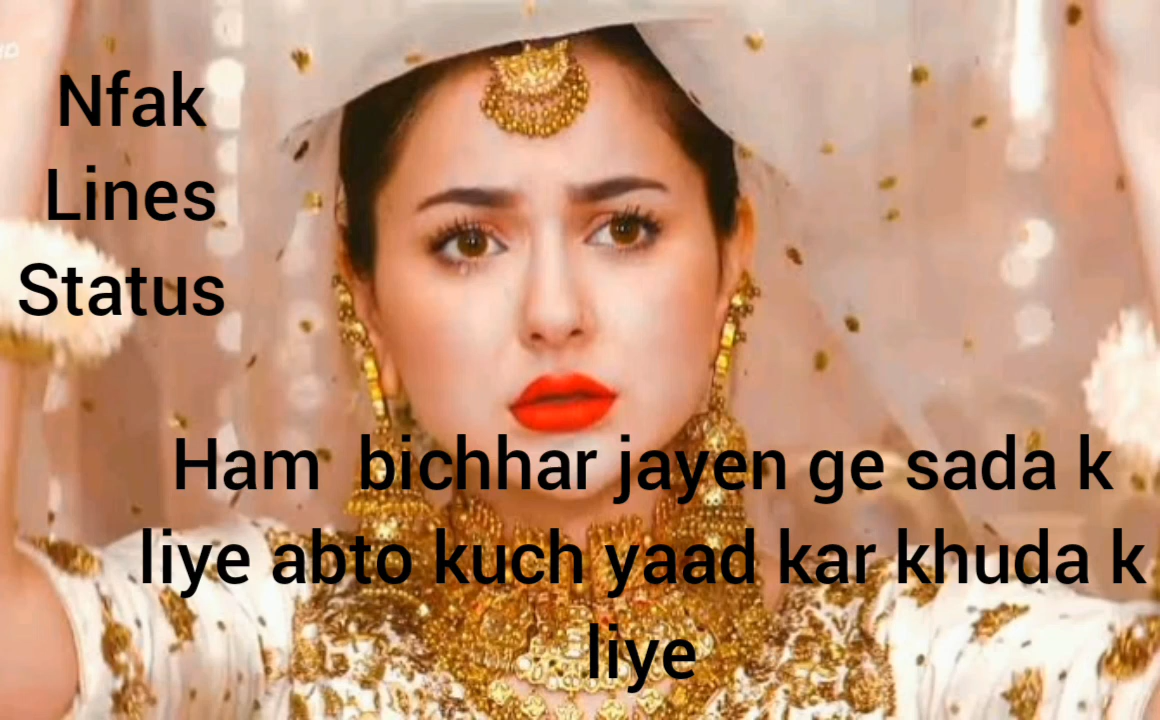 Nfak
Lines
Status
Ham bichhar jayen ge sada k
liye abto kuch yaad kar khuda k
liye